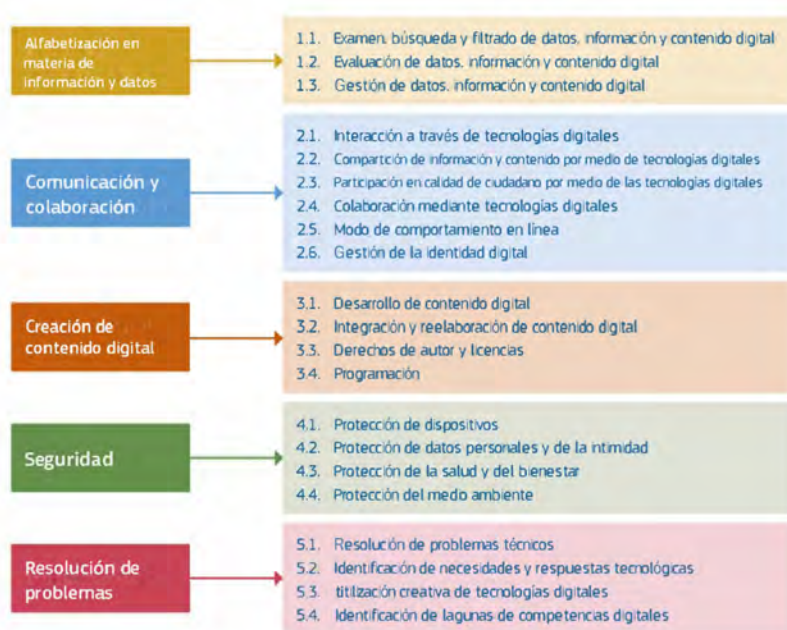 Alfabetización en
materia de
información y datos
1.1. Examen, búsqueda y filtrado de datos, información y contenido digital
1.2. Evaluación de datos, información y contenido digital
1.3. Gestión de datos, información y contenido digital
Comunicación y
colaboración
2.1. Interacción a través de tecnologías digitales
2.2. Compartición de información y contenido por medio de tecnologías digitales
2.3. Participación en calidad de ciudadano por medio de las tecnologías digitales
2.4. Colaboración mediante tecnologías digitales
2.5. Modo de comportamiento en línea
2.6. Gestión de la identidad digital
Creación de
contenido digital
3.1. Desarrollo de contenido digital
3.2. Integración y reelaboración de contenido digital
3.3. Derechos de autor y licencias
3.4. Programación
Seguridad
4.1. Protección de dispositivos
4.2. Protección de datos personales y de la intimidad
4.3. Protección de la salud y del bienestar
4.4. Protección del medio ambiente
Resolución de
problemas
5.1. Resolución de problemas técnicos
5.2. Identificación de necesidades y respuestas tecnológicas
5.3. titilización creativa de tecnologías digitales
5.4. Identificación de lagunas de competencias digitales